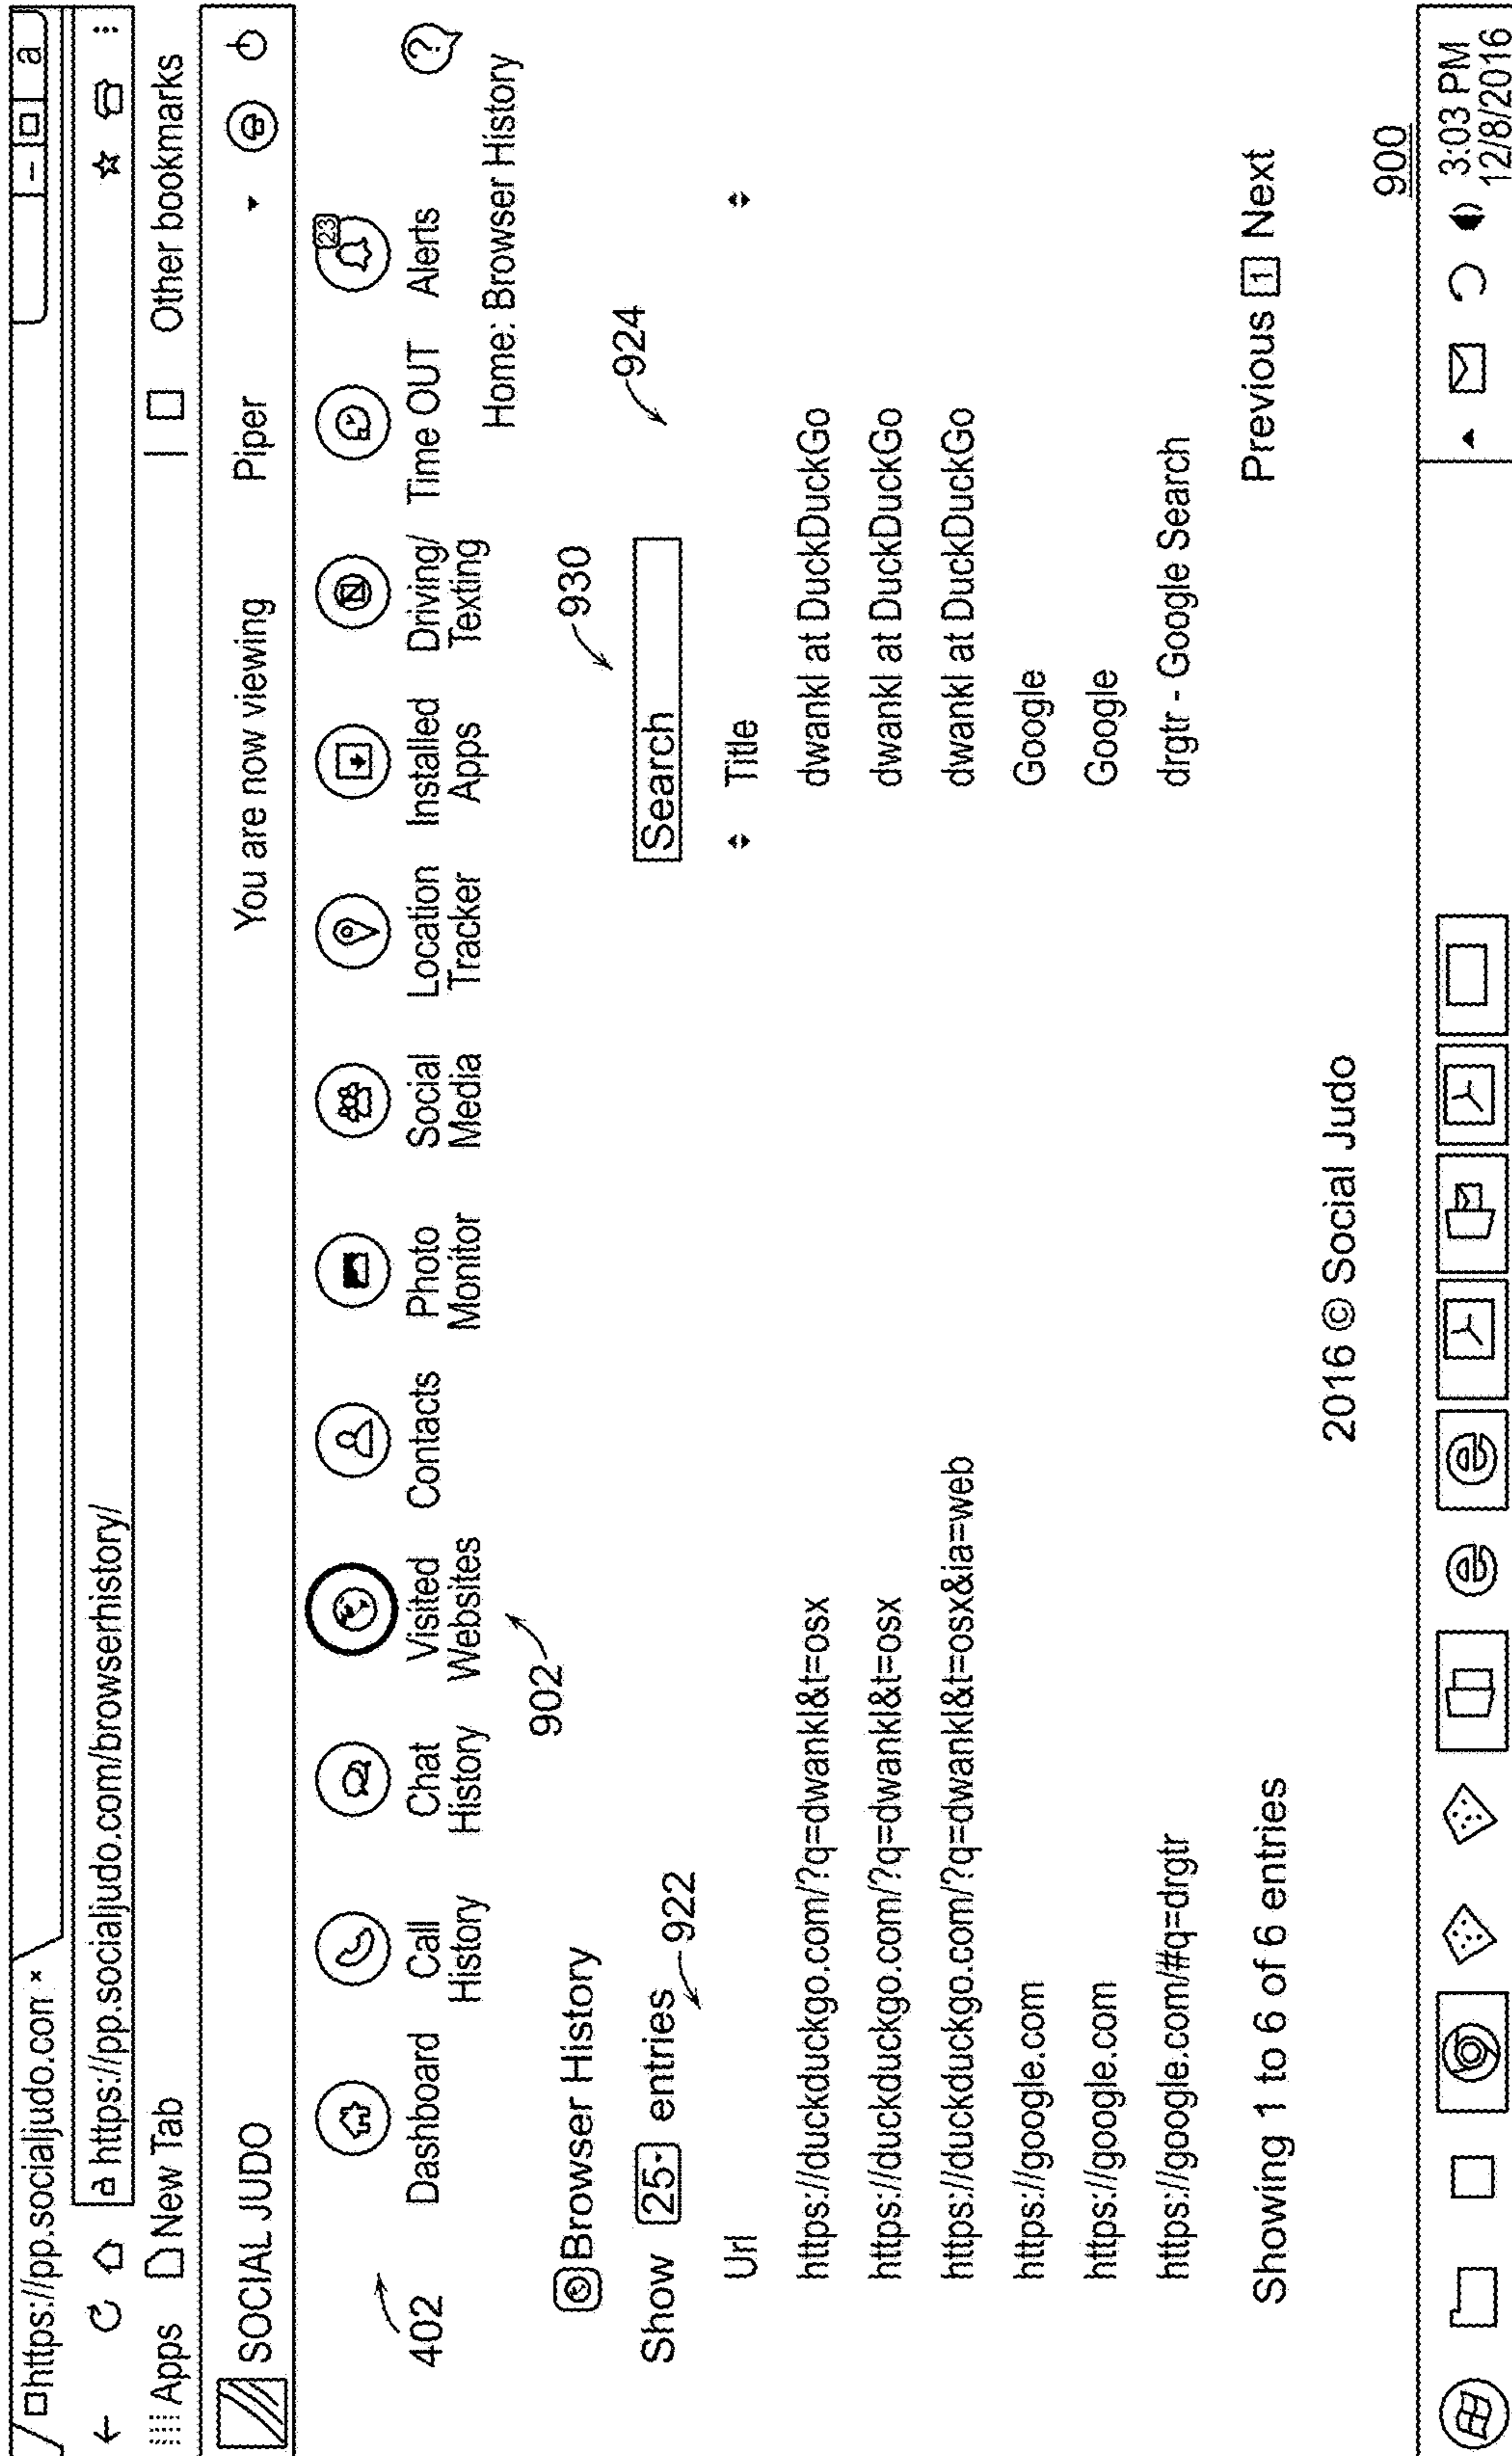 https://pp.socialjudo.con × a
a https://pp.socialjudo.com/browserhistory/
Apps New Tab Other bookmarks
SOCIAL JUDO You are now viewing Piper
23
Dashboard
Call History
Chat History
Visited Websites
Contacts
Photo Monitor
Social Media
Location Tracker
Installed Apps
Driving/ Texting
Time OUT
Alerts
?
402
902
Home: Browser History
Browser History
930
Show 25 entries
922
Search
924
Url Title
https://duckduckgo.com/?q=dwankl&t=osx dwankl at DuckDuckGo
https://duckduckgo.com/?q=dwankl&t=osx dwankl at DuckDuckGo
https://duckduckgo.com/?q=dwankl&t=osx&ia=web dwankl at DuckDuckGo
https://google.com Google
https://google.com Google
https://google.com/#q=drgtr drgtr - Google Search
Showing 1 to 6 of 6 entries Previous 1 Next
2016 © Social Judo
900
3:03 PM
12/8/2016